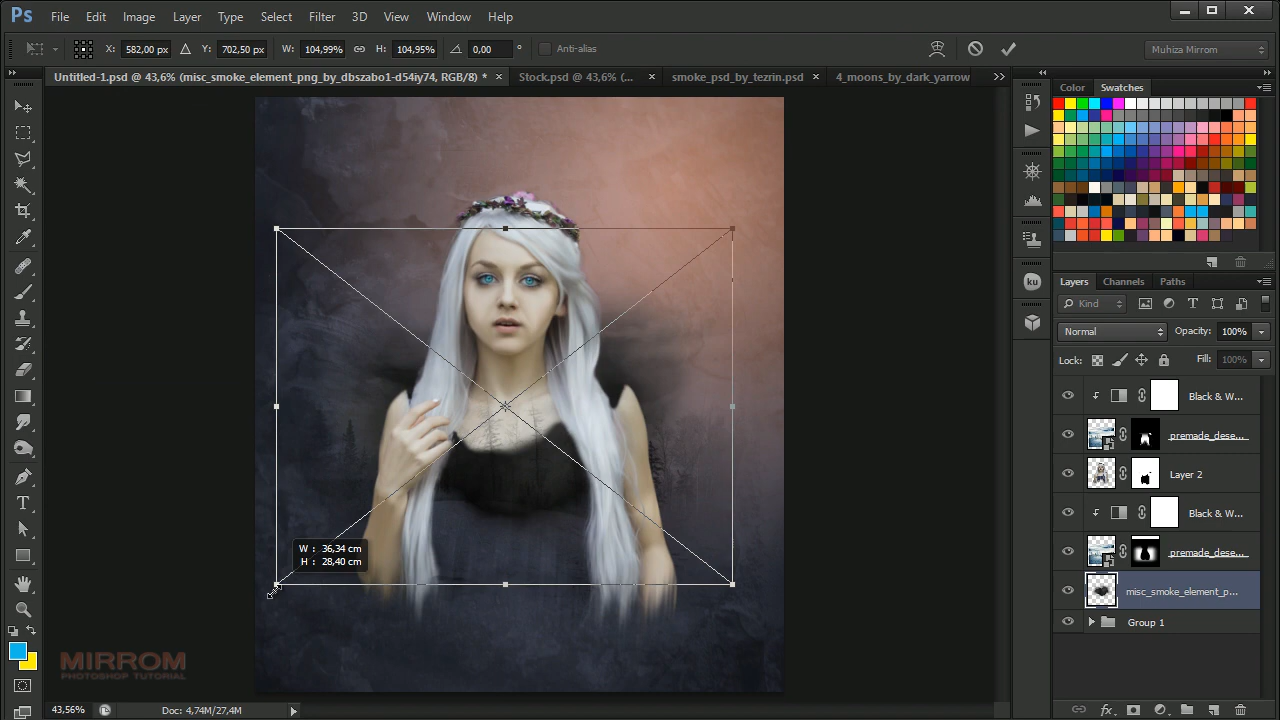 Ps File Edit Image Layer Type Select Filter 3D View Window Help
X: 582,00 px Y: 702,50 px W: 104,99% H: 104,95% 0,00 ° Anti-alias Muhiza Mirrom
Untitled-1.psd @ 43,6% (misc_smoke_element_png_by_dbszabo1-d54iy74, RGB/8) * × Stock.psd @ 43,6% (... × smoke_psd_by_tezrin.psd × 4_moons_by_dark_yarrow
Color Swatches
Layers Channels Paths
Kind
Normal Opacity: 100%
Lock: Fill: 100%
Black & W...
premade_dese...
Layer 2
Black & W...
premade_dese...
misc_smoke_element_p...
Group 1
ku
W : 36,34 cm
H : 28,40 cm
MIRROM
PHOTOSHOP TUTORIAL
43,56% Doc: 4,74M/27,4M